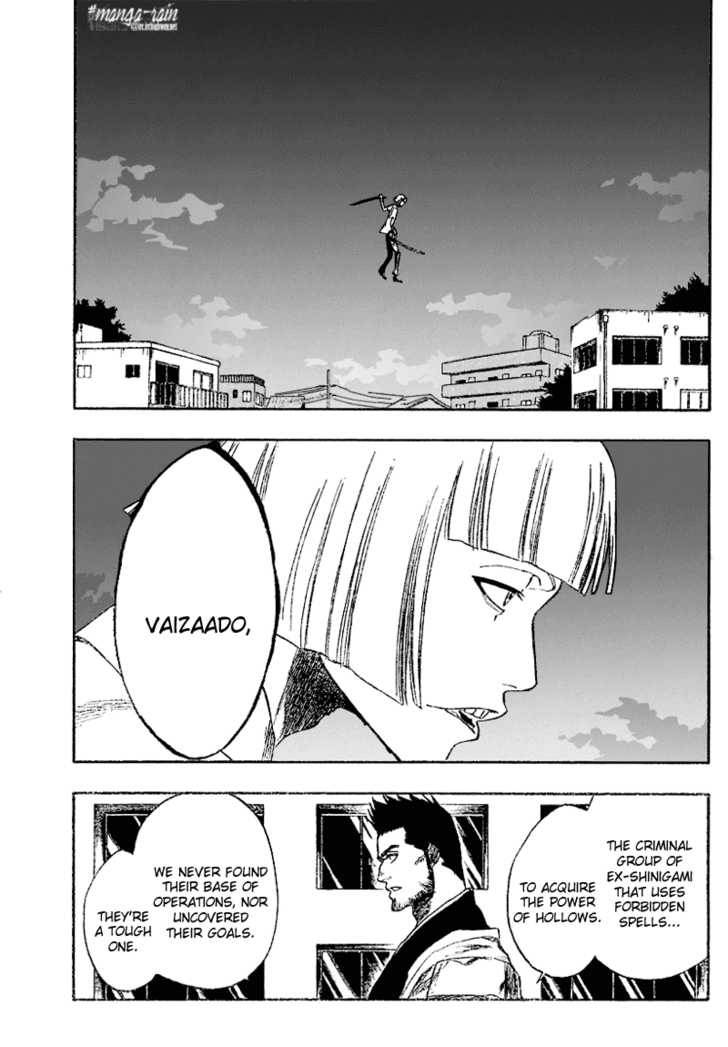 #manga-rain
VAIZAADO,
THE CRIMINAL
GROUP OF
EX-SHINIGAMI
THAT USES
FORBIDDEN
SPELLS...
TO ACQUIRE
THE POWER
OF HOLLOWS.
WE NEVER FOUND
THEIR BASE OF
OPERATIONS, NOR
UNCOVERED
THEIR GOALS.
THEY'RE
A TOUGH
ONE.